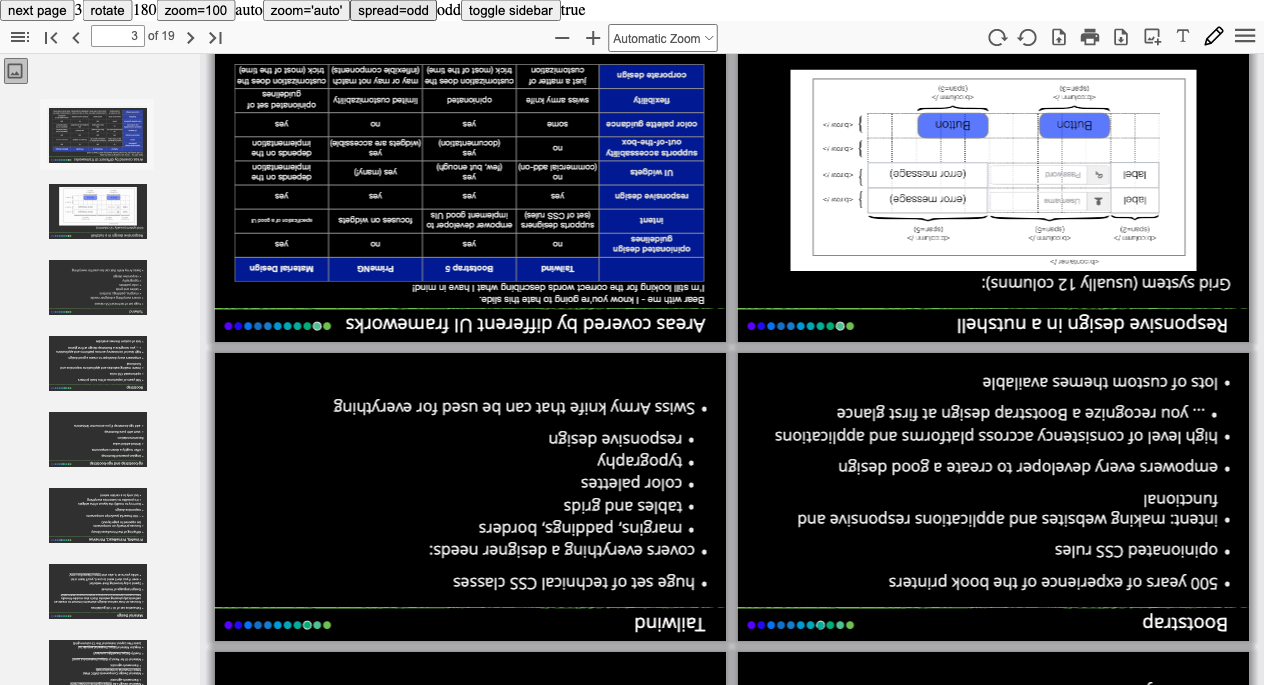 next page 3 rotate 180 zoom=100 auto zoom='auto' spread=odd odd toggle sidebar true
3 of 19 Automatic Zoom
Areas covered by different UI frameworks
Bear with me - I know you're going to hate this slide.
I'm still looking for the correct words describing what I have in mind!
Tailwind Bootstrap 5 PrimeNG Material Design
opinionated design guidelines no yes no yes
intent supports designers (set of CSS rules) empower developer to implement good UIs focuses on widgets specification of a good UI
responsive design yes yes yes yes
UI widgets no (commercial add-on) yes (few, but enough) yes (many) depends on the implementation
supports accessability out-of-the-box no yes (documentation) yes (widgets are accessible) depends on the implementation
color palette guidance some yes no yes
flexibility swiss army knife opinionated limited customizability opinionated set of guidelines
corporate design just a matter of customization customization does the trick (most of the time) may or may not match (inflexible components) customization does the trick (most of the time)
Responsive design in a nutshell
Grid system (usually 12 columns):
<b:container />
<b:column /> (span=2)
<b:column /> (span=5)
<b:column /> (span=5)
label Username (error message) <b:row />
label Password (error message) <b:row />
<b:row />
Button Button <b:row />
<b:column /> (span=3)
<b:column /> (span=3)
Tailwind
• huge set of technical CSS classes
• covers everything a designer needs:
• margins, paddings, borders
• tables and grids
• color palettes
• typography
• responsive design
• Swiss Army knife that can be used for everything
Bootstrap
• 500 years of experience of the book printers
• opinionated CSS rules
• intent: making websites and applications responsive and
functional
• empowers every developer to create a good design
• high level of consistency accross platforms and applications
• ... you recognize a Bootstrap design at first glance
• lots of custom themes available